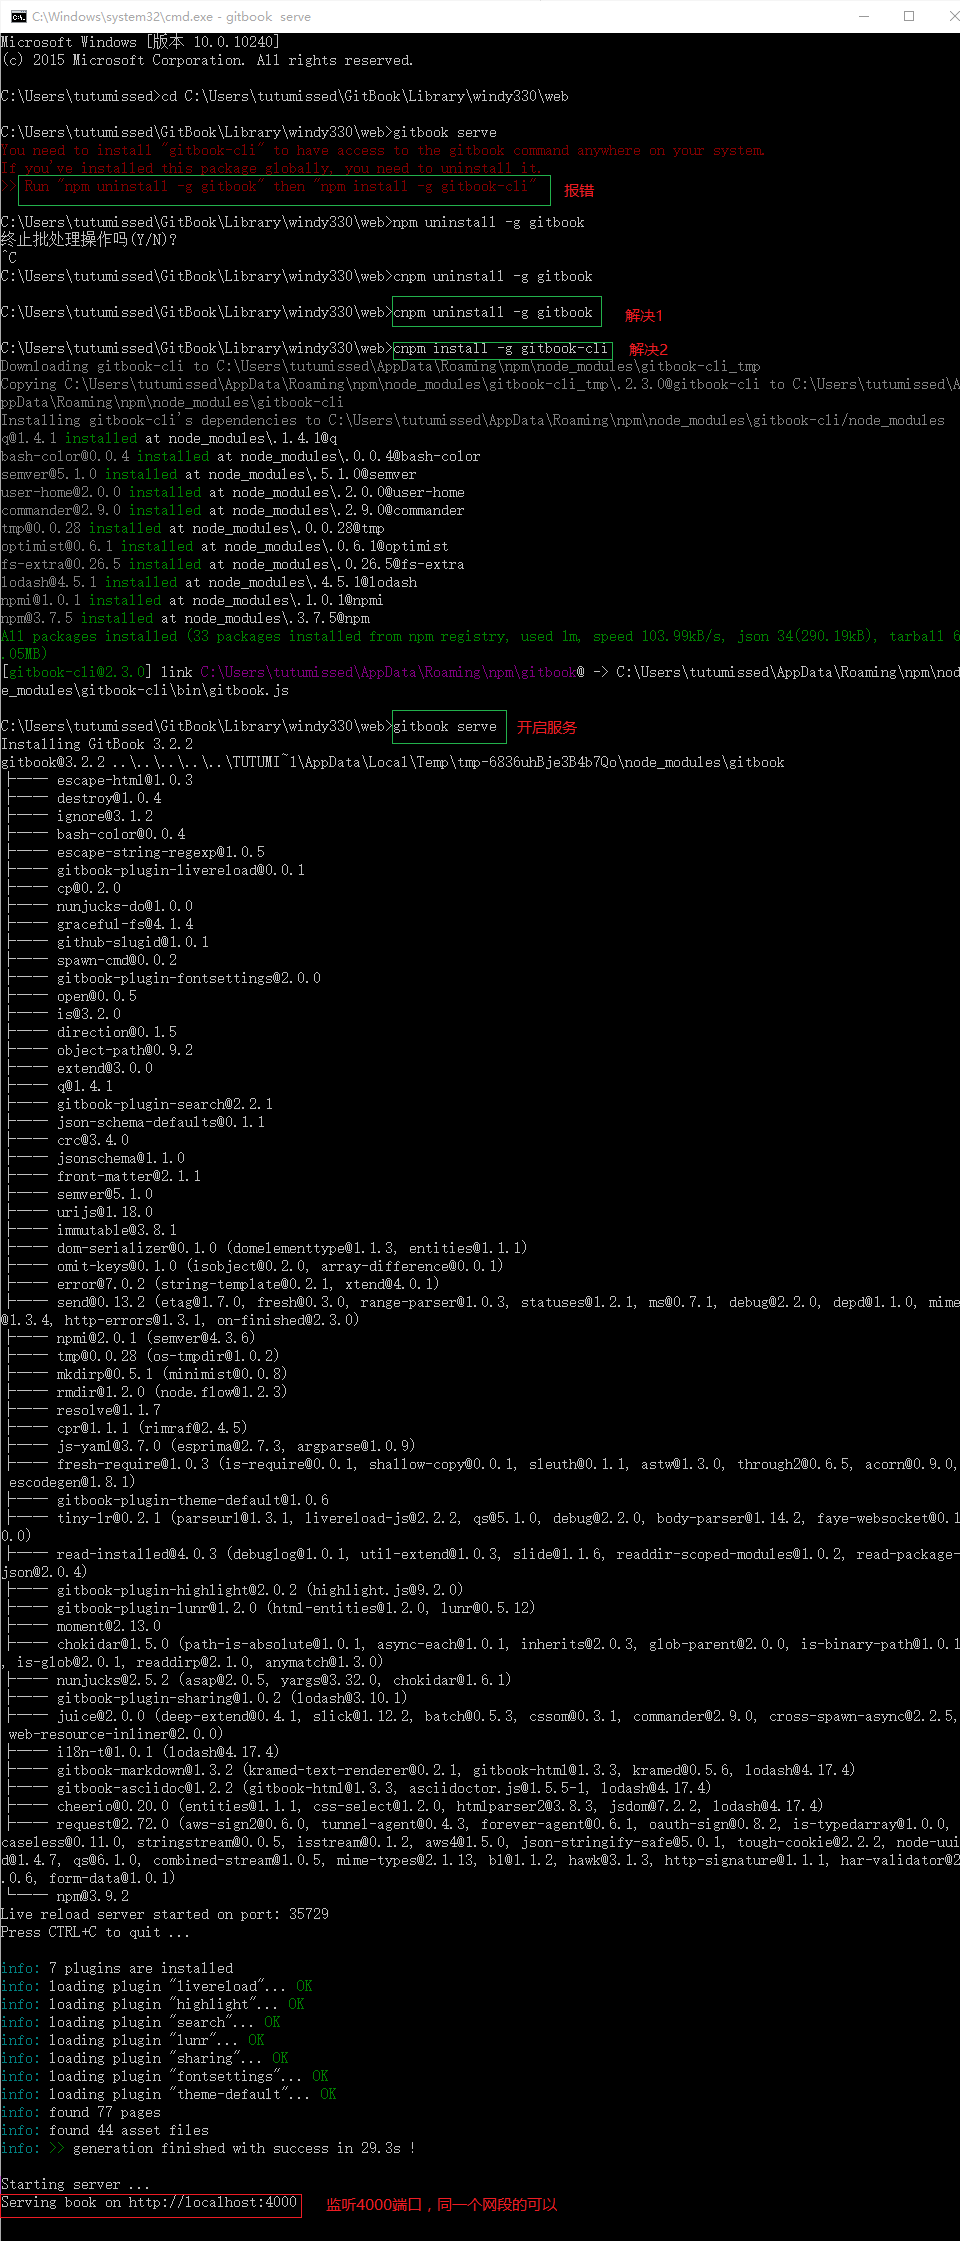 C:\Windows\system32\cmd.exe - gitbook  serve
Microsoft Windows [版本 10.0.10240]
(c) 2015 Microsoft Corporation. All rights reserved.
C:\Users\tutumissed>cd C:\Users\tutumissed\GitBook\Library\windy330\web
C:\Users\tutumissed\GitBook\Library\windy330\web>gitbook serve
You need to install "gitbook-cli" to have access to the gitbook command anywhere on your system.
If you've installed this package globally, you need to uninstall it.
>> Run "npm uninstall -g gitbook" then "npm install -g gitbook-cli" 报错
C:\Users\tutumissed\GitBook\Library\windy330\web>npm uninstall -g gitbook
终止批处理操作吗(Y/N)?
^C
C:\Users\tutumissed\GitBook\Library\windy330\web>cnpm uninstall -g gitbook
C:\Users\tutumissed\GitBook\Library\windy330\web>cnpm uninstall -g gitbook 解决1
C:\Users\tutumissed\GitBook\Library\windy330\web>cnpm install -g gitbook-cli 解决2
Downloading gitbook-cli to C:\Users\tutumissed\AppData\Roaming\npm\node_modules\gitbook-cli_tmp
Copying C:\Users\tutumissed\AppData\Roaming\npm\node_modules\gitbook-cli_tmp\.2.3.0@gitbook-cli to C:\Users\tutumissed\A
ppData\Roaming\npm\node_modules\gitbook-cli
Installing gitbook-cli's dependencies to C:\Users\tutumissed\AppData\Roaming\npm\node_modules\gitbook-cli/node_modules
q@1.4.1 installed at node_modules\.1.4.1@q
bash-color@0.0.4 installed at node_modules\.0.0.4@bash-color
semver@5.1.0 installed at node_modules\.5.1.0@semver
user-home@2.0.0 installed at node_modules\.2.0.0@user-home
commander@2.9.0 installed at node_modules\.2.9.0@commander
tmp@0.0.28 installed at node_modules\.0.0.28@tmp
optimist@0.6.1 installed at node_modules\.0.6.1@optimist
fs-extra@0.26.5 installed at node_modules\.0.26.5@fs-extra
lodash@4.5.1 installed at node_modules\.4.5.1@lodash
npmi@1.0.1 installed at node_modules\.1.0.1@npmi
npm@3.7.5 installed at node_modules\.3.7.5@npm
All packages installed (33 packages installed from npm registry, used 1m, speed 103.99kB/s, json 34(290.19kB), tarball 6
.05MB)
[gitbook-cli@2.3.0] link C:\Users\tutumissed\AppData\Roaming\npm\gitbook@ -> C:\Users\tutumissed\AppData\Roaming\npm\nod
e_modules\gitbook-cli\bin\gitbook.js
C:\Users\tutumissed\GitBook\Library\windy330\web>gitbook serve 开启服务
Installing GitBook 3.2.2
gitbook@3.2.2 ..\..\..\..\..\TUTUMI~1\AppData\Local\Temp\tmp-6836uhBje3B4b7Qo\node_modules\gitbook
├── escape-html@1.0.3
├── destroy@1.0.4
├── ignore@3.1.2
├── bash-color@0.0.4
├── escape-string-regexp@1.0.5
├── gitbook-plugin-livereload@0.0.1
├── cp@0.2.0
├── nunjucks-do@1.0.0
├── graceful-fs@4.1.4
├── github-slugid@1.0.1
├── spawn-cmd@0.0.2
├── gitbook-plugin-fontsettings@2.0.0
├── open@0.0.5
├── is@3.2.0
├── direction@0.1.5
├── object-path@0.9.2
├── extend@3.0.0
├── q@1.4.1
├── gitbook-plugin-search@2.2.1
├── json-schema-defaults@0.1.1
├── crc@3.4.0
├── jsonschema@1.1.0
├── front-matter@2.1.1
├── semver@5.1.0
├── urijs@1.18.0
├── immutable@3.8.1
├── dom-serializer@0.1.0 (domelementtype@1.1.3, entities@1.1.1)
├── omit-keys@0.1.0 (isobject@0.2.0, array-difference@0.0.1)
├── error@7.0.2 (string-template@0.2.1, xtend@4.0.1)
├── send@0.13.2 (etag@1.7.0, fresh@0.3.0, range-parser@1.0.3, statuses@1.2.1, ms@0.7.1, debug@2.2.0, depd@1.1.0, mime
@1.3.4, http-errors@1.3.1, on-finished@2.3.0)
├── npmi@2.0.1 (semver@4.3.6)
├── tmp@0.0.28 (os-tmpdir@1.0.2)
├── mkdirp@0.5.1 (minimist@0.0.8)
├── rmdir@1.2.0 (node.flow@1.2.3)
├── resolve@1.1.7
├── cpr@1.1.1 (rimraf@2.4.5)
├── js-yaml@3.7.0 (esprima@2.7.3, argparse@1.0.9)
├── fresh-require@1.0.3 (is-require@0.0.1, shallow-copy@0.0.1, sleuth@0.1.1, astw@1.3.0, through2@0.6.5, acorn@0.9.0,
escodegen@1.8.1)
├── gitbook-plugin-theme-default@1.0.6
├── tiny-lr@0.2.1 (parseurl@1.3.1, livereload-js@2.2.2, qs@5.1.0, debug@2.2.0, body-parser@1.14.2, faye-websocket@0.1
0.0)
├── read-installed@4.0.3 (debuglog@1.0.1, util-extend@1.0.3, slide@1.1.6, readdir-scoped-modules@1.0.2, read-package-
json@2.0.4)
├── gitbook-plugin-highlight@2.0.2 (highlight.js@9.2.0)
├── gitbook-plugin-lunr@1.2.0 (html-entities@1.2.0, lunr@0.5.12)
├── moment@2.13.0
├── chokidar@1.5.0 (path-is-absolute@1.0.1, async-each@1.0.1, inherits@2.0.3, glob-parent@2.0.0, is-binary-path@1.0.1
, is-glob@2.0.1, readdirp@2.1.0, anymatch@1.3.0)
├── nunjucks@2.5.2 (asap@2.0.5, yargs@3.32.0, chokidar@1.6.1)
├── gitbook-plugin-sharing@1.0.2 (lodash@3.10.1)
├── juice@2.0.0 (deep-extend@0.4.1, slick@1.12.2, batch@0.5.3, cssom@0.3.1, commander@2.9.0, cross-spawn-async@2.2.5,
web-resource-inliner@2.0.0)
├── i18n-t@1.0.1 (lodash@4.17.4)
├── gitbook-markdown@1.3.2 (kramed-text-renderer@0.2.1, gitbook-html@1.3.3, kramed@0.5.6, lodash@4.17.4)
├── gitbook-asciidoc@1.2.2 (gitbook-html@1.3.3, asciidoctor.js@1.5.5-1, lodash@4.17.4)
├── cheerio@0.20.0 (entities@1.1.1, css-select@1.2.0, htmlparser2@3.8.3, jsdom@7.2.2, lodash@4.17.4)
├── request@2.72.0 (aws-sign2@0.6.0, tunnel-agent@0.4.3, forever-agent@0.6.1, oauth-sign@0.8.2, is-typedarray@1.0.0,
caseless@0.11.0, stringstream@0.0.5, isstream@0.1.2, aws4@1.5.0, json-stringify-safe@5.0.1, tough-cookie@2.2.2, node-uui
d@1.4.7, qs@6.1.0, combined-stream@1.0.5, mime-types@2.1.13, bl@1.1.2, hawk@3.1.3, http-signature@1.1.1, har-validator@2
.0.6, form-data@1.0.1)
└── npm@3.9.2
Live reload server started on port: 35729
Press CTRL+C to quit ...
info: 7 plugins are installed
info: loading plugin "livereload"... OK
info: loading plugin "highlight"... OK
info: loading plugin "search"... OK
info: loading plugin "lunr"... OK
info: loading plugin "sharing"... OK
info: loading plugin "fontsettings"... OK
info: loading plugin "theme-default"... OK
info: found 77 pages
info: found 44 asset files
info: >> generation finished with success in 29.3s !
Starting server ...
Serving book on http://localhost:4000 监听4000端口，同一个网段的可以